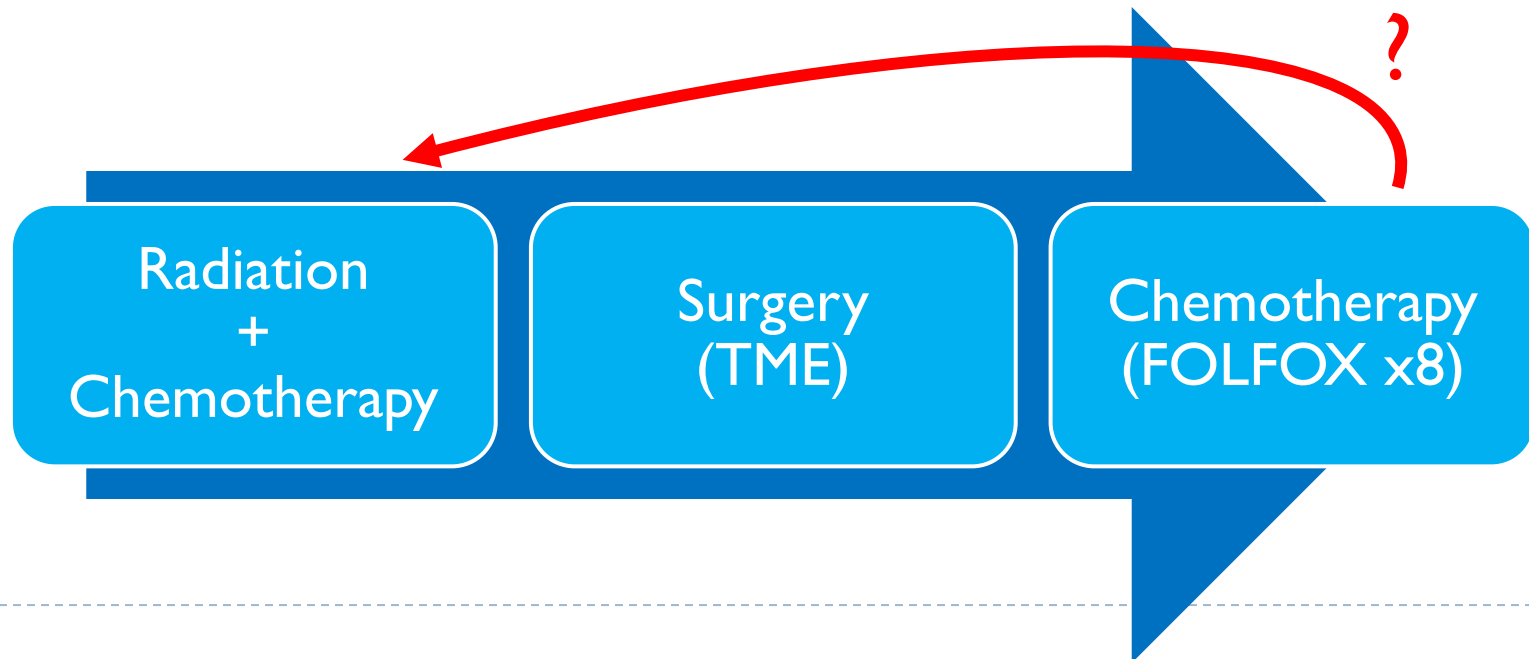 ?
Radiation
+
Chemotherapy
Surgery
(TME)
Chemotherapy
(FOLFOX x8)